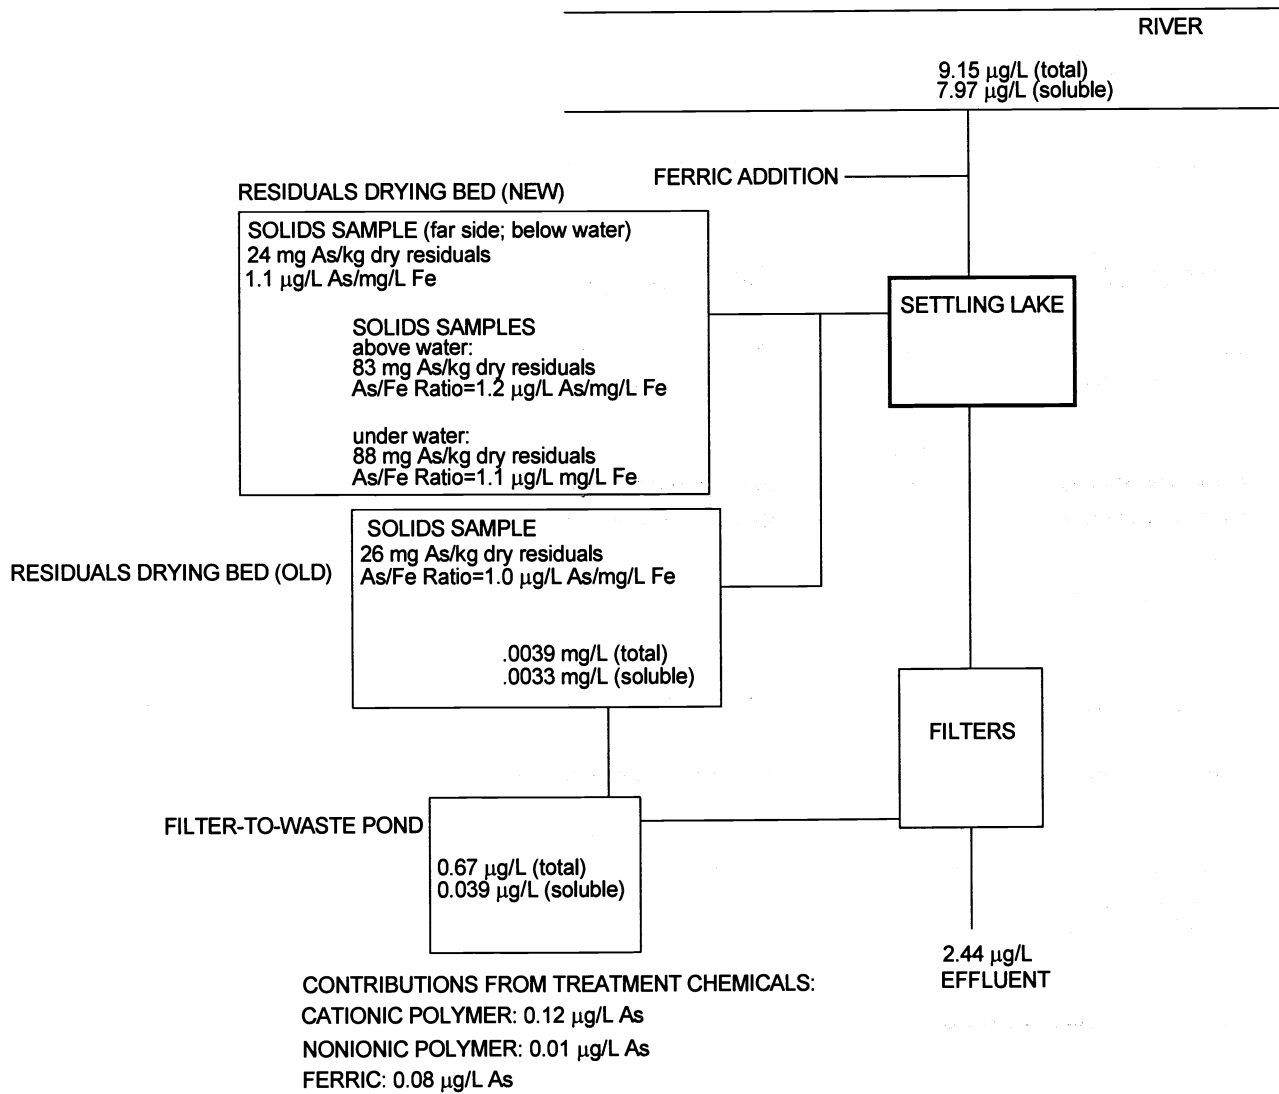 RIVER
9.15 µg/L (total)
7.97 µg/L (soluble)
FERRIC ADDITION
RESIDUALS DRYING BED (NEW)
SOLIDS SAMPLE (far side; below water)
24 mg As/kg dry residuals
1.1 µg/L As/mg/L Fe
SOLIDS SAMPLES
above water:
83 mg As/kg dry residuals
As/Fe Ratio=1.2 µg/L As/mg/L Fe
under water:
88 mg As/kg dry residuals
As/Fe Ratio=1.1 µg/L mg/L Fe
SETTLING LAKE
RESIDUALS DRYING BED (OLD)
SOLIDS SAMPLE
26 mg As/kg dry residuals
As/Fe Ratio=1.0 µg/L As/mg/L Fe
.0039 mg/L (total)
.0033 mg/L (soluble)
FILTERS
FILTER-TO-WASTE POND
0.67 µg/L (total)
0.039 µg/L (soluble)
2.44 µg/L
EFFLUENT
CONTRIBUTIONS FROM TREATMENT CHEMICALS:
CATIONIC POLYMER: 0.12 µg/L As
NONIONIC POLYMER: 0.01 µg/L As
FERRIC: 0.08 µg/L As